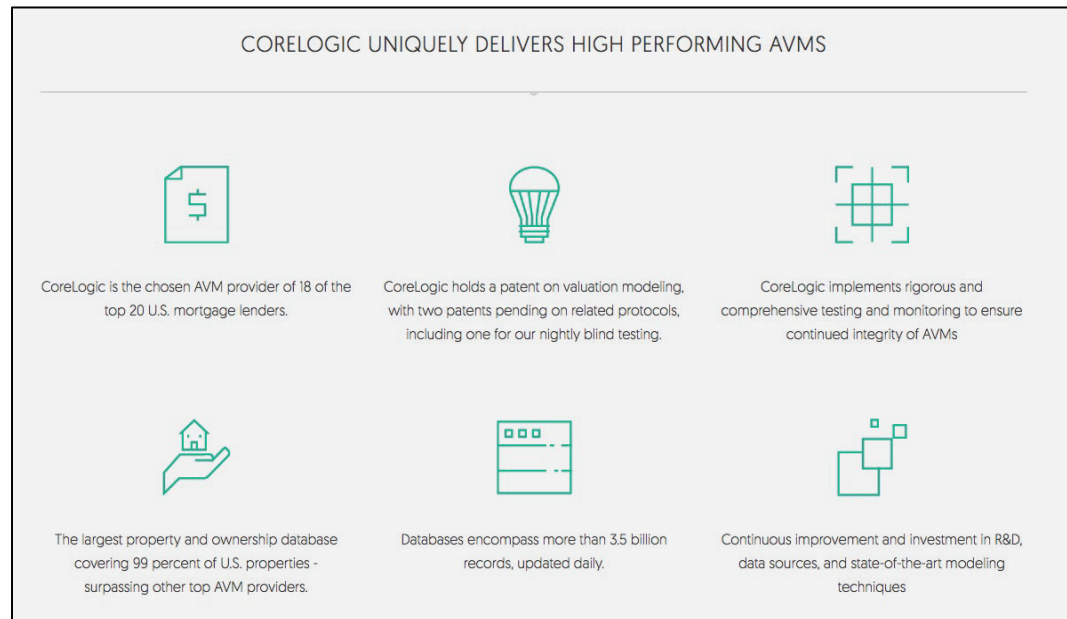 CORELOGIC UNIQUELY DELIVERS HIGH PERFORMING AVMS
$
CoreLogic is the chosen AVM provider of 18 of the
top 20 U.S. mortgage lenders.
CoreLogic holds a patent on valuation modeling,
with two patents pending on related protocols,
including one for our nightly blind testing.
CoreLogic implements rigorous and
comprehensive testing and monitoring to ensure
continued integrity of AVMs
The largest property and ownership database
covering 99 percent of U.S. properties -
surpassing other top AVM providers.
Databases encompass more than 3.5 billion
records, updated daily.
Continuous improvement and investment in R&D,
data sources, and state-of-the-art modeling
techniques